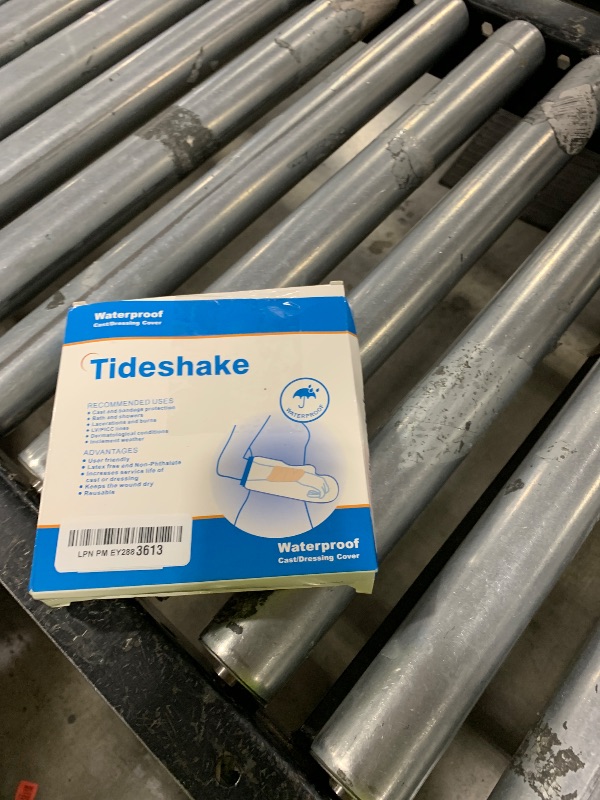 Waterproof
Cast/Dressing Cover
Tideshake
RECOMMENDED USES
• Cast and bandage protection
• Bath and showers
• Lacerations and burns
• I.V/PICC lines
• Dermatological conditions
• Inclement weather
ADVANTAGES
• User friendly
• Latex free and Non-Phthalate
• Increases service life of
cast or dressing
• Keeps the wound dry
• Reusable
WATERPROOF
LPN PM EY288 3613
Waterproof
Cast/Dressing Cover